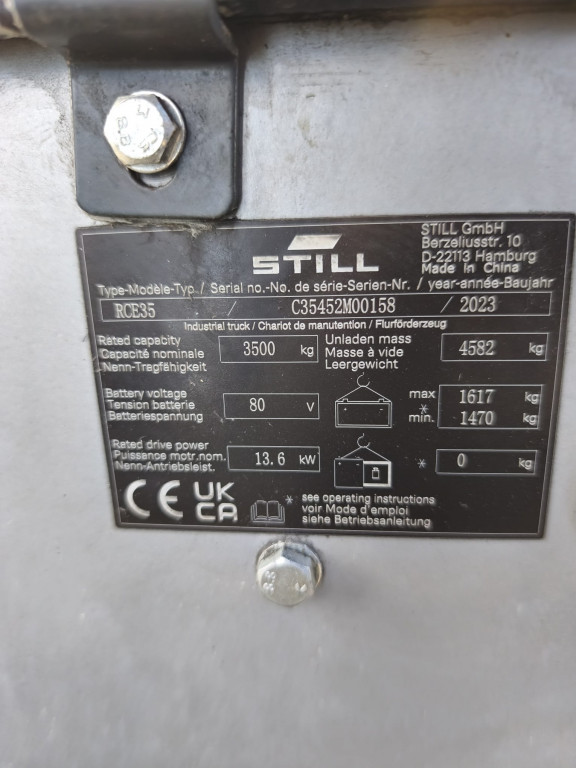 8.8
STILL
STILL GmbH
Berzeliusstr. 10
D-22113 Hamburg
Made In China
Type-Modèle-Typ / Serial no.-No. de série-Serien-Nr. / year-année-Baujahr
RCE35 / C35452M00158 / 2023
Industrial truck / Chariot de manutention / Flurförderzeug
Rated capacity
Capacité nominale
Nenn-Tragfähigkeit
3500 kg
Unladen mass
Masse à vide
Leergewicht
4582 kg
Battery voltage
Tension batterie
Batteriespannung
80 V
max 1617 kg
*
min. 1470 kg
Rated drive power
Puissance motr.nom.
Nenn-Antriebsleist.
13.6 kW
* 0 kg
CE UK
CA
* see operating instructions
voir Mode d'emploi
siehe Betriebsanleitung
8.8